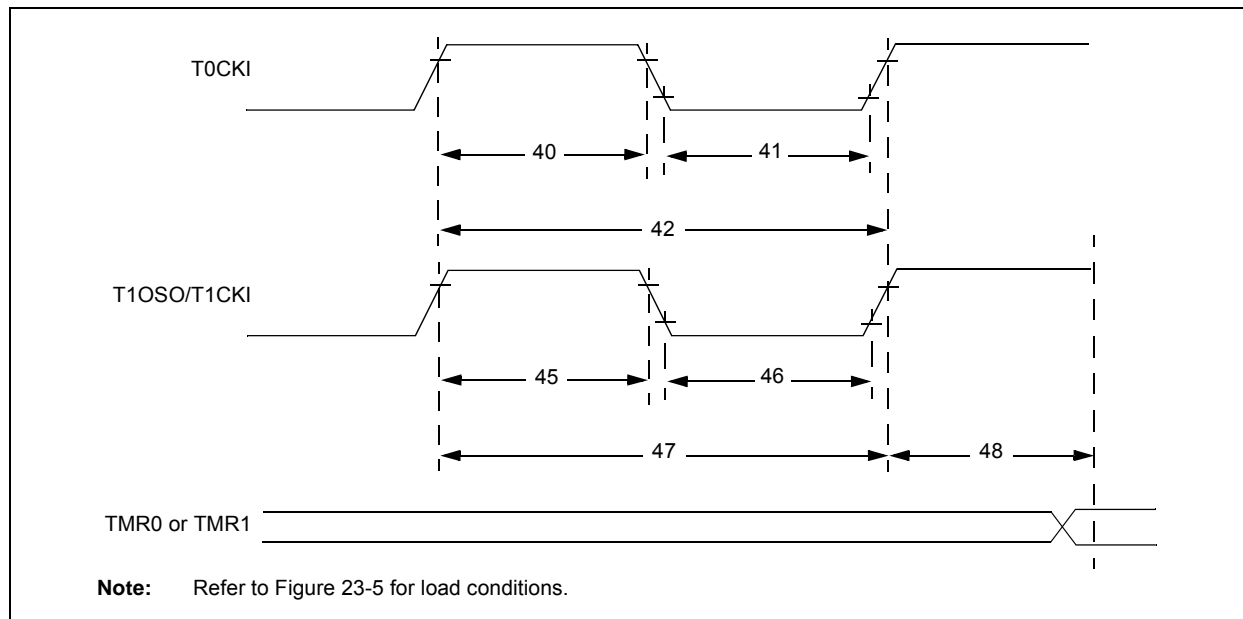 T0CKI
40
41
42
T1OSO/T1CKI
45
46
47
48
TMR0 or TMR1
Note: Refer to Figure 23-5 for load conditions.